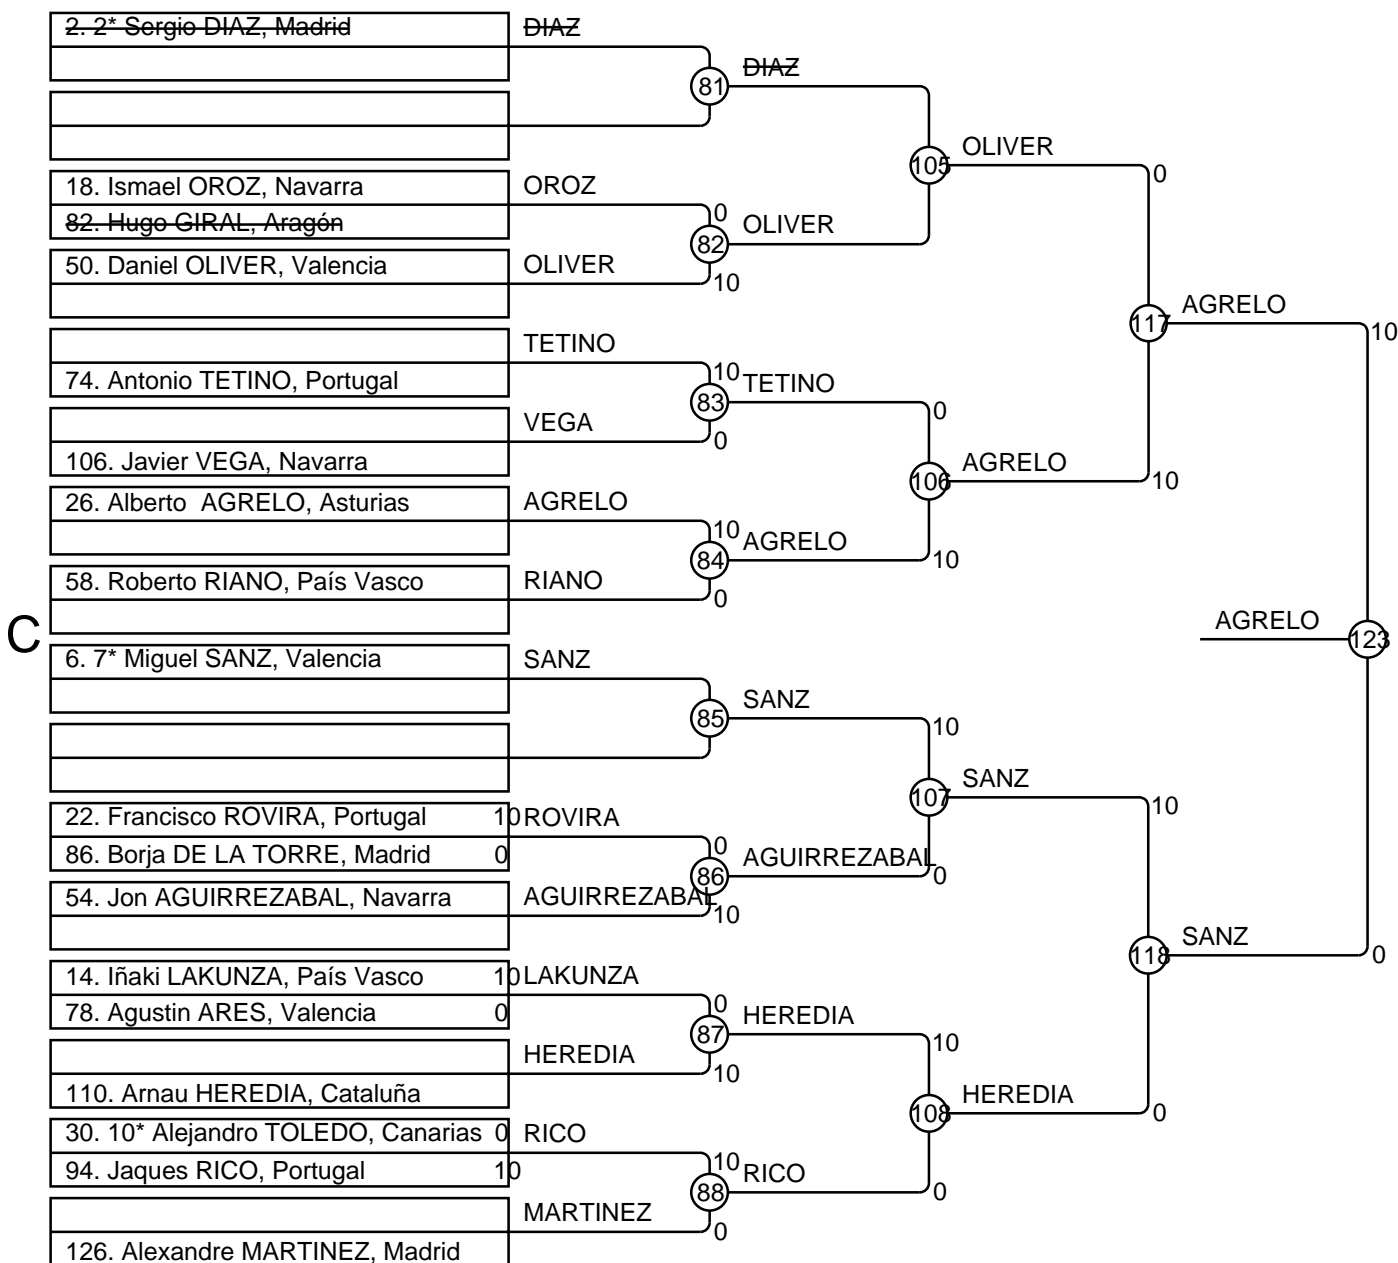 2. 2* Sergio DIAZ, Madrid
DIAZ
81
DIAZ
105
OLIVER
0
18. Ismael OROZ, Navarra
OROZ
82. Hugo GIRAL, Aragón
0
82
OLIVER
50. Daniel OLIVER, Valencia
OLIVER
10
117
AGRELO
10
TETINO
74. Antonio TETINO, Portugal
10
83
TETINO
0
VEGA
0
106. Javier VEGA, Navarra
106
AGRELO
10
26. Alberto  AGRELO, Asturias
AGRELO
10
84
AGRELO
10
58. Roberto RIANO, País Vasco
RIANO
0
C
AGRELO
123
6. 7* Miguel SANZ, Valencia
SANZ
85
SANZ
10
107
SANZ
10
22. Francisco ROVIRA, Portugal 10
ROVIRA
86. Borja DE LA TORRE, Madrid 0
0
86
AGUIRREZABAL
0
54. Jon AGUIRREZABAL, Navarra
AGUIRREZABAL
10
118
SANZ
0
14. Iñaki LAKUNZA, País Vasco 10
LAKUNZA
78. Agustin ARES, Valencia 0
0
87
HEREDIA
10
HEREDIA
10
110. Arnau HEREDIA, Cataluña
108
HEREDIA
0
30. 10* Alejandro TOLEDO, Canarias 0
RICO
94. Jaques RICO, Portugal 10
10
88
RICO
0
MARTINEZ
0
126. Alexandre MARTINEZ, Madrid